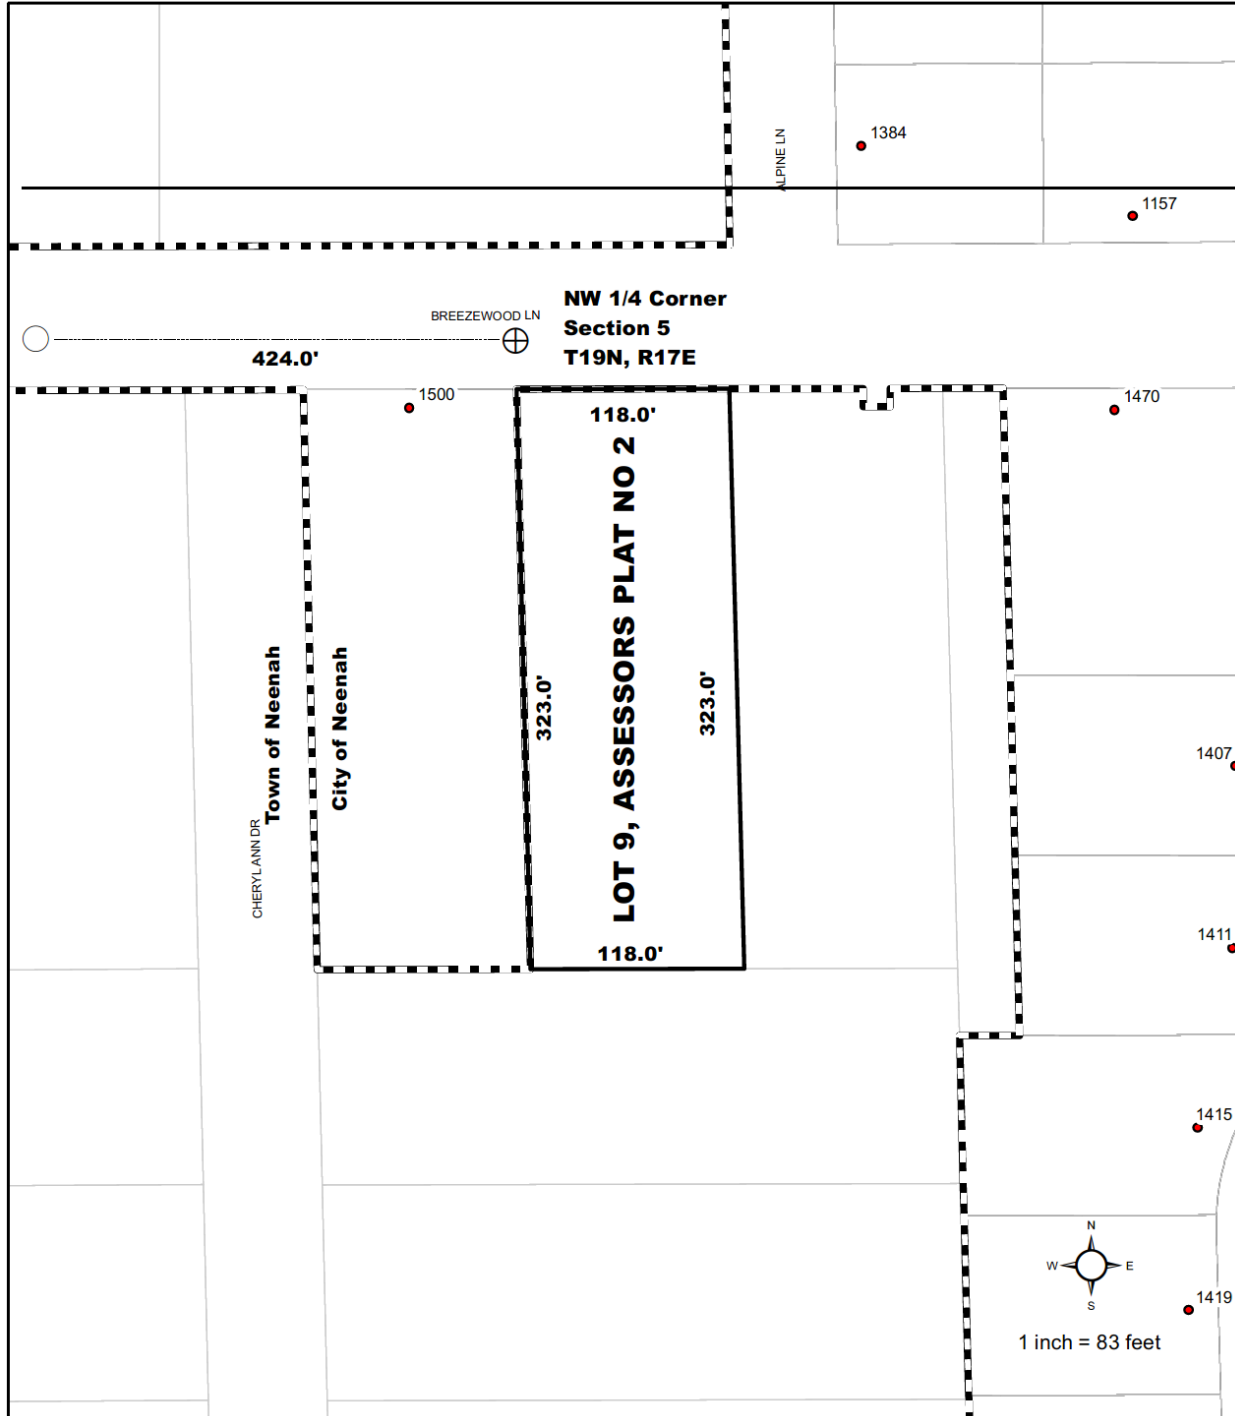 ALPINE LN
1384
1157
BREEZEWOOD LN
NW 1/4 Corner
Section 5
T19N, R17E
424.0'
1500
118.0'
1470
LOT 9, ASSESSORS PLAT NO 2
323.0'
323.0'
Town of Neenah
City of Neenah
CHERYL ANN DR
1407
1411
118.0'
1415
N
W
E
S
1419
1 inch = 83 feet